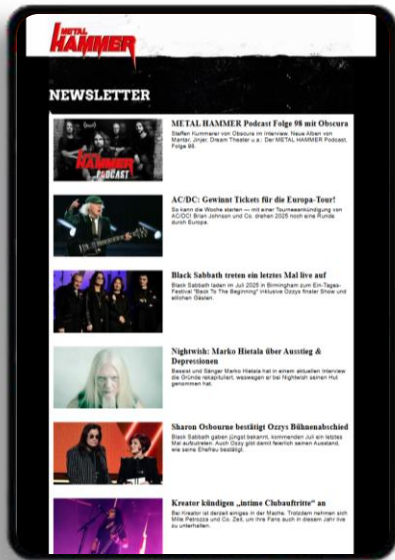 METAL
HAMMER
NEWSLETTER
METAL HAMMER
PODCAST
METAL HAMMER Podcast Folge 98 mit Obscura
Steffen Kummerer von Obscura im Interview, Neue Alben von
Mantar, Jinjer, Dream Theater u.a.: Der METAL HAMMER Podcast,
Folge 98.
AC/DC: Gewinnt Tickets für die Europa-Tour!
So kann die Woche starten — mit einer Tourneeankündigung von
AC/DC! Brian Johnson und Co. drehen 2025 noch eine Runde
durch Europa.
Black Sabbath treten ein letztes Mal live auf
Black Sabbath laden im Juli 2025 in Birmingham zum Ein-Tages-
Festival "Back To The Beginning" inklusive Ozzys finaler Show und
etlichen Gästen.
Nightwish: Marko Hietala über Ausstieg &
Depressionen
Bassist und Sänger Marko Hietala hat in einem aktuellen Interview
die Gründe rekapituliert, weswegen er bei Nightwish seinen Hut
genommen hat.
Sharon Osbourne bestätigt Ozzys Bühnenabschied
Black Sabbath gaben jüngst bekannt, kommenden Juli ein letztes
Mal aufzutreten. Auch Ozzy gibt damit feierlich seinen Ausstand,
wie seine Ehefrau bestätigt.
Kreator kündigen „intime Clubauftritte“ an
Bei Kreator ist derzeit einiges in der Mache. Trotzdem nehmen sich
Mille Petrozza und Co. Zeit, um ihre Fans auch in diesem Jahr live
zu unterhalten.